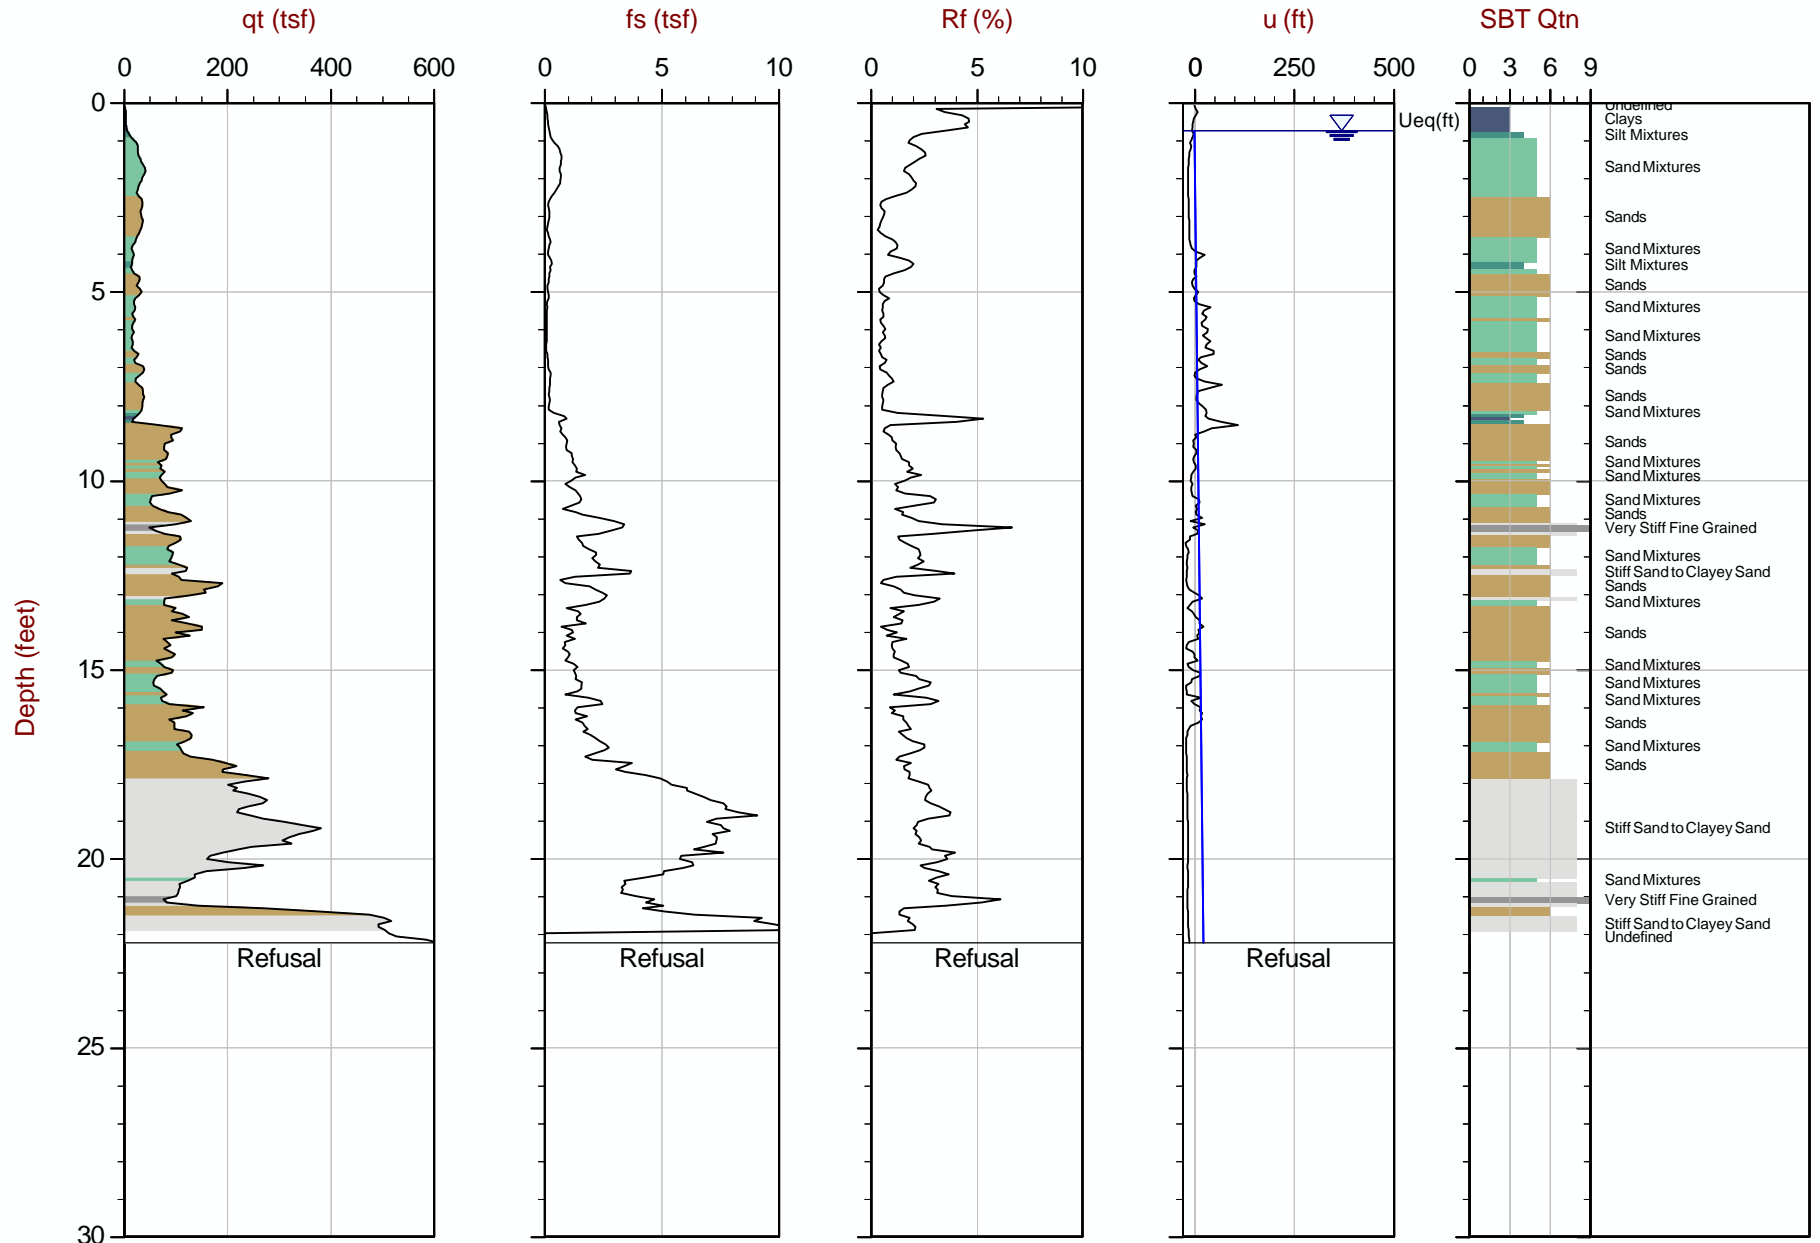 qt (tsf) fs (tsf) Rf (%) u (ft) SBT Qtn
0 200 400 600 0 5 10 0 5 10 0 250 500 0 3 6 9
0
Undefined
Ueq(ft)
Clays
Silt Mixtures
Sand Mixtures
Sands
Sand Mixtures
Silt Mixtures
Sands
5
Sand Mixtures
Sand Mixtures
Sands
Sands
Sands
Sand Mixtures
Sands
Sand Mixtures
Sand Mixtures
10
Sand Mixtures
Sands
Very Stiff Fine Grained
Sand Mixtures
Stiff Sand to Clayey Sand
Sands
Sand Mixtures
Sands
Sand Mixtures
15
Sand Mixtures
Sand Mixtures
Depth (feet)
Sands
Sand Mixtures
Sands
Stiff Sand to Clayey Sand
20
Sand Mixtures
Very Stiff Fine Grained
Stiff Sand to Clayey Sand
Undefined
Refusal Refusal Refusal Refusal
25
30